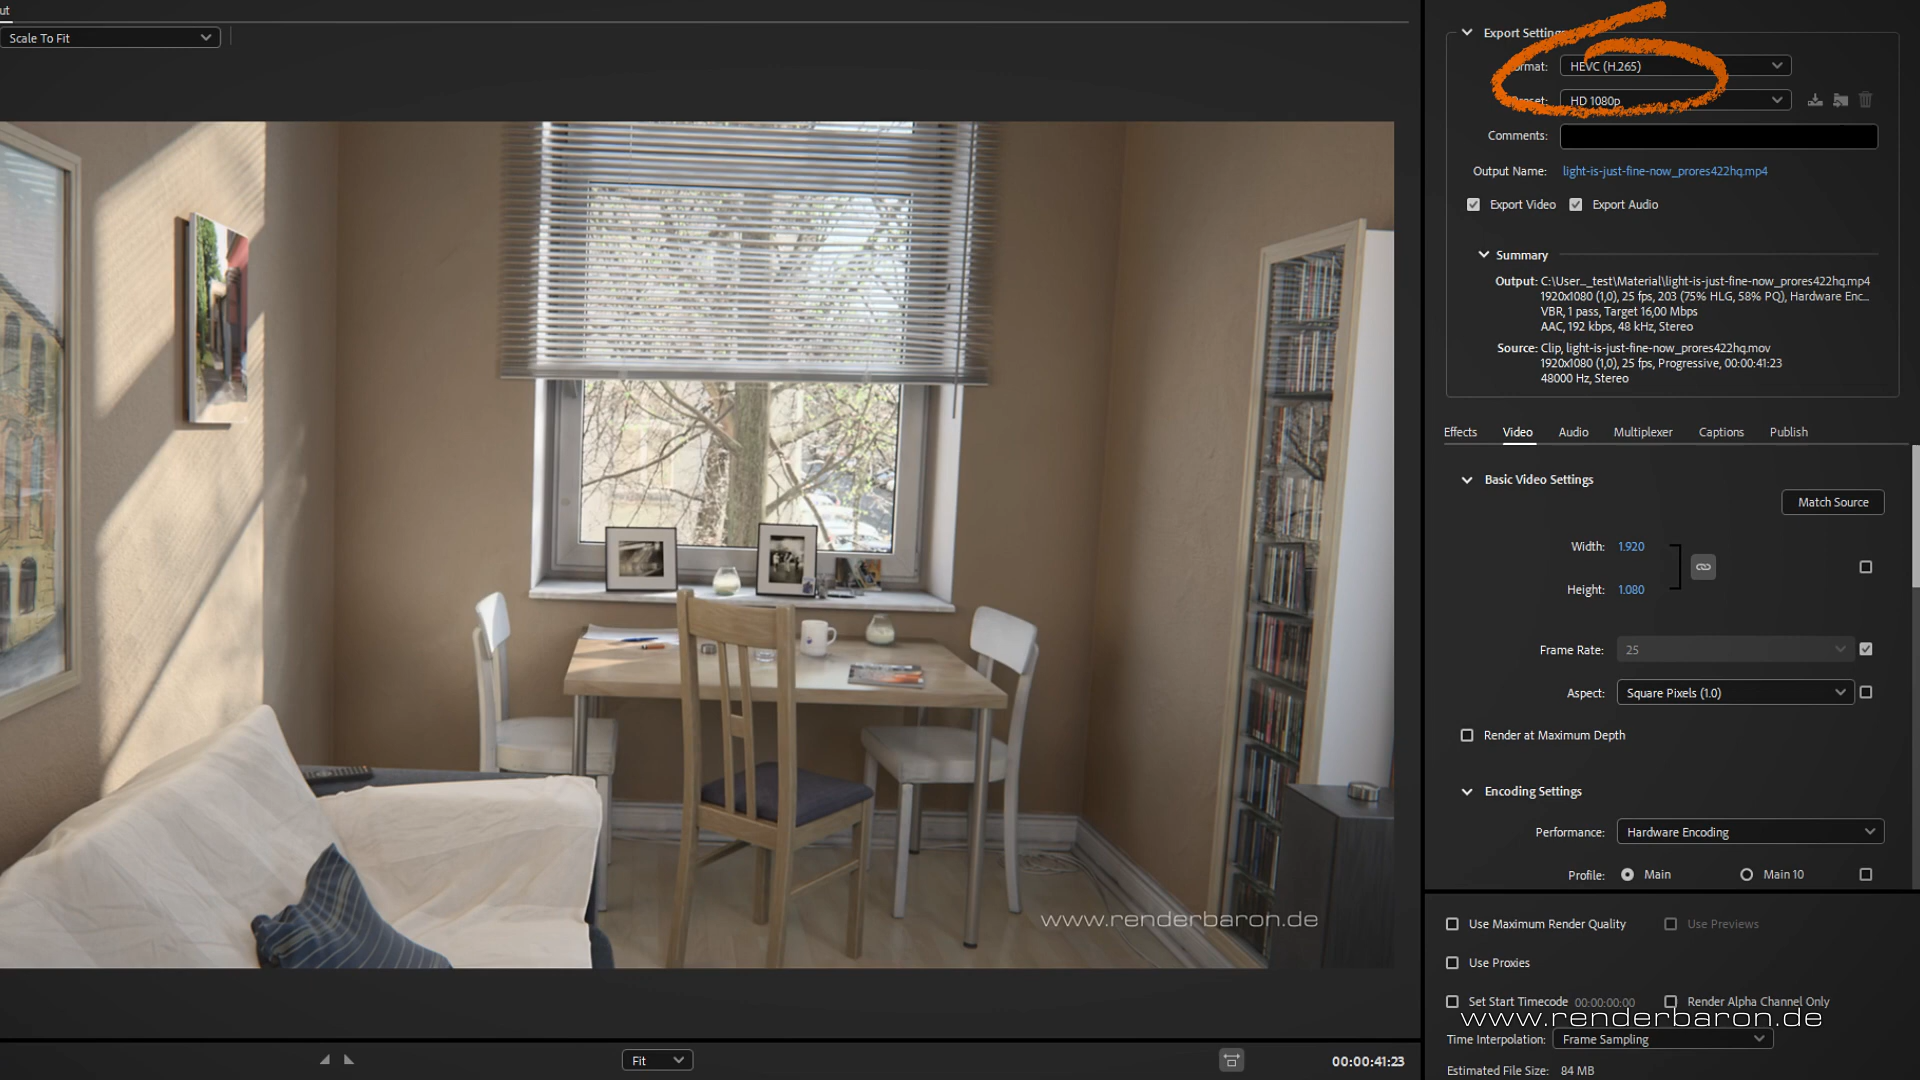 ut
Scale To Fit
Export Settings
Format: HEVC (H.265)
Preset: HD 1080p
Comments:
Output Name: light-is-just-fine-now_prores422hq.mp4
Export Video Export Audio
Summary
Output: C:\User..._test\Material\light-is-just-fine-now_prores422hq.mp4
1920x1080 (1,0), 25 fps, 203 (75% HLG, 58% PQ), Hardware Enc...
VBR, 1 pass, Target 16,00 Mbps
AAC, 192 kbps, 48 kHz, Stereo
Source: Clip, light-is-just-fine-now_prores422hq.mov
1920x1080 (1,0), 25 fps, Progressive, 00:00:41:23
48000 Hz, Stereo
Effects Video Audio Multiplexer Captions Publish
Basic Video Settings
Match Source
Width: 1.920
Height: 1.080
Frame Rate: 25
Aspect: Square Pixels (1.0)
Render at Maximum Depth
Encoding Settings
Performance: Hardware Encoding
Profile: Main Main 10
www.renderbaron.de
Use Maximum Render Quality Use Previews
Use Proxies
Set Start Timecode 00:00:00:00 Render Alpha Channel Only
www.renderbaron.de
Time Interpolation: Frame Sampling
Estimated File Size: 84 MB
Fit
00:00:41:23